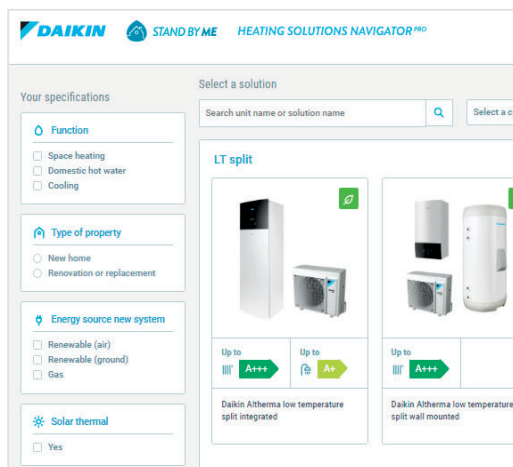 DAIKIN STAND BY ME HEATING SOLUTIONS NAVIGATOR PRO
Select a solution
Your specifications
Search unit name or solution name
Select a c
Function
Space heating
Domestic hot water
Cooling
LT split
Type of property
New home
Renovation or replacement
Energy source new system
Renewable (air)
Renewable (ground)
Gas
Solar thermal
Yes
Up to
A+++
Up to
A+
Daikin Altherma low temperature
split integrated
Up to
A+++
Daikin Altherma low temperature
split wall mounted